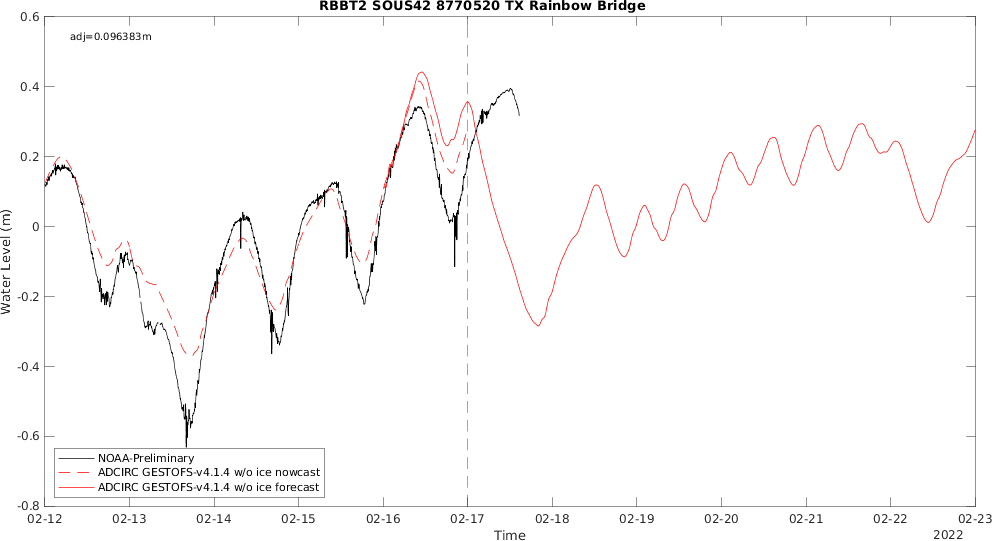 RBBT2 SOUS42 8770520 TX Rainbow Bridge
adj=0.096383m
0.6
0.4
0.2
0
-0.2
-0.4
-0.6
-0.8
Water Level (m)
NOAA-Preliminary
ADCIRC GESTOFS-v4.1.4 w/o ice nowcast
ADCIRC GESTOFS-v4.1.4 w/o ice forecast
02-12 02-13 02-14 02-15 02-16 02-17 02-18 02-19 02-20 02-21 02-22 02-23
Time
2022